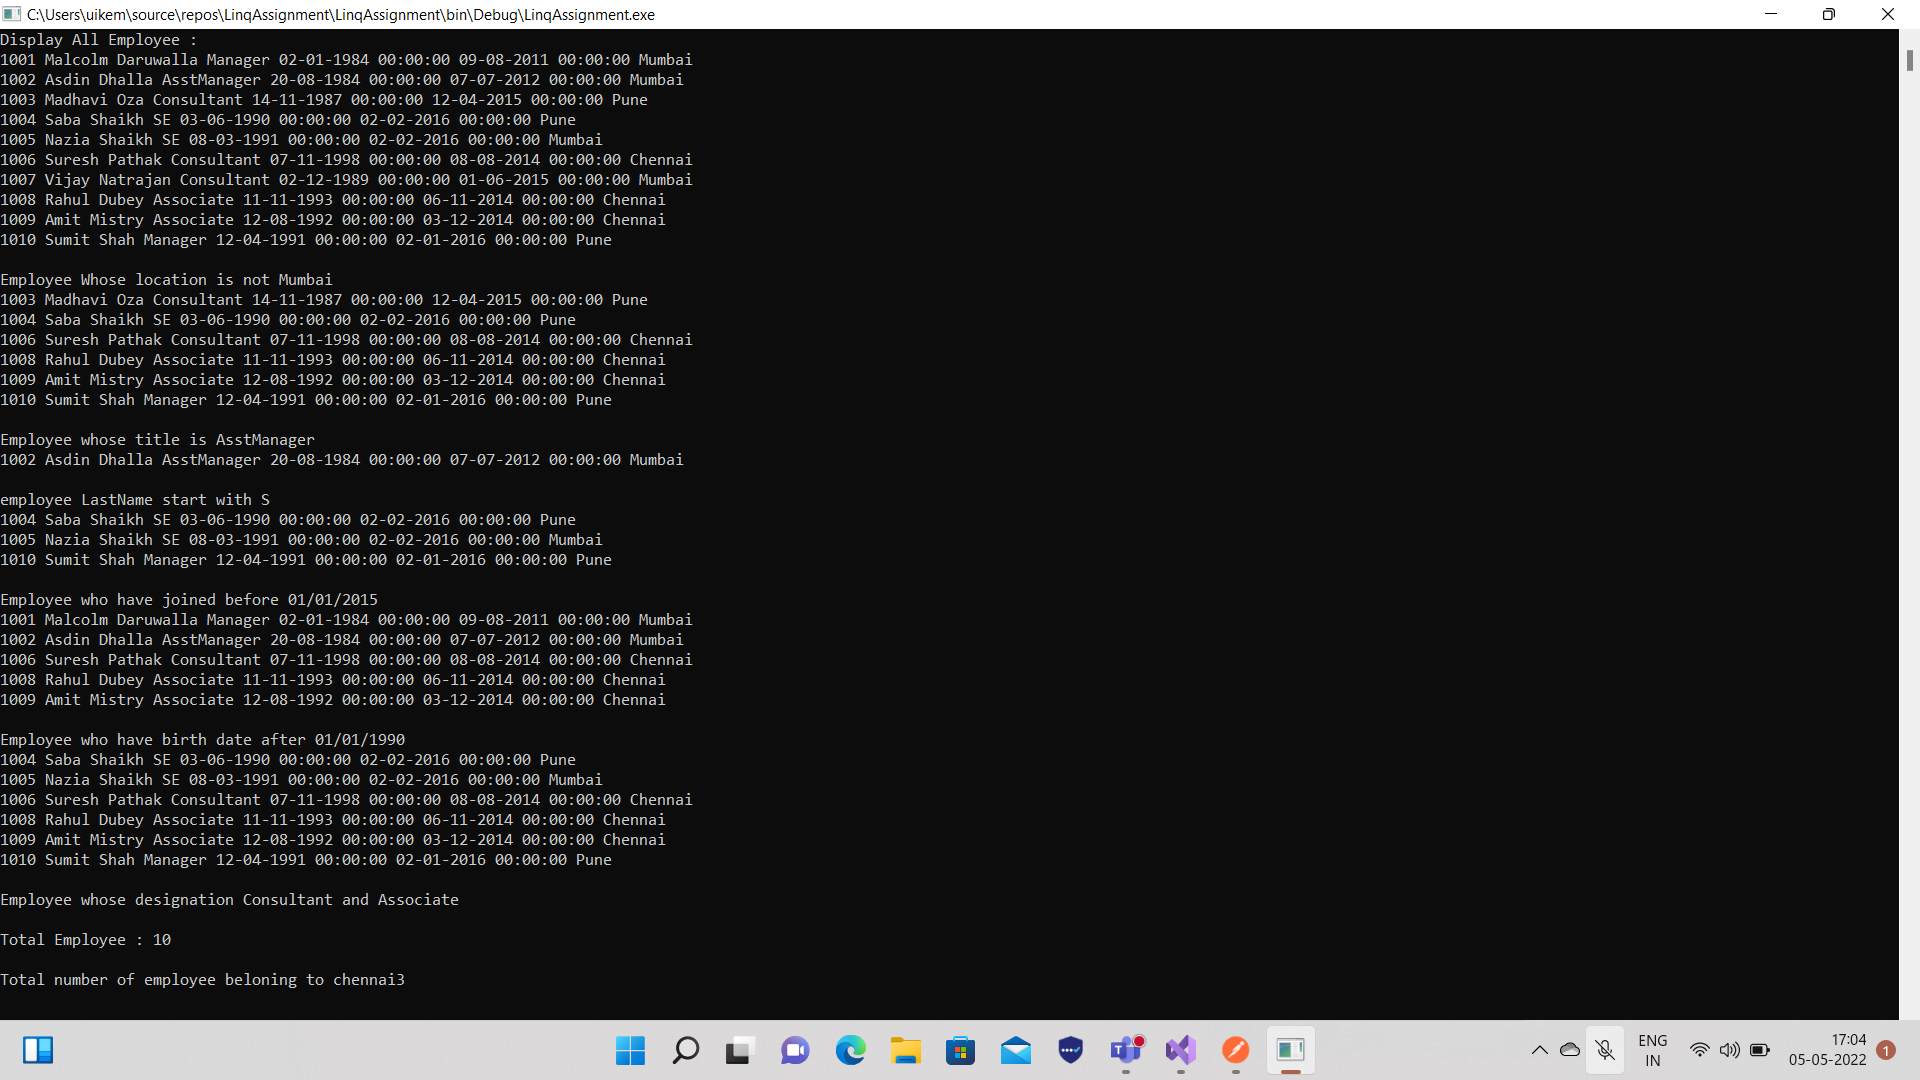 C:\Users\uikem\source\repos\LinqAssignment\LinqAssignment\bin\Debug\LinqAssignment.exe
Display All Employee :
1001 Malcolm Daruwalla Manager 02-01-1984 00:00:00 09-08-2011 00:00:00 Mumbai
1002 Asdin Dhalla AsstManager 20-08-1984 00:00:00 07-07-2012 00:00:00 Mumbai
1003 Madhavi Oza Consultant 14-11-1987 00:00:00 12-04-2015 00:00:00 Pune
1004 Saba Shaikh SE 03-06-1990 00:00:00 02-02-2016 00:00:00 Pune
1005 Nazia Shaikh SE 08-03-1991 00:00:00 02-02-2016 00:00:00 Mumbai
1006 Suresh Pathak Consultant 07-11-1998 00:00:00 08-08-2014 00:00:00 Chennai
1007 Vijay Natrajan Consultant 02-12-1989 00:00:00 01-06-2015 00:00:00 Mumbai
1008 Rahul Dubey Associate 11-11-1993 00:00:00 06-11-2014 00:00:00 Chennai
1009 Amit Mistry Associate 12-08-1992 00:00:00 03-12-2014 00:00:00 Chennai
1010 Sumit Shah Manager 12-04-1991 00:00:00 02-01-2016 00:00:00 Pune
Employee Whose location is not Mumbai
1003 Madhavi Oza Consultant 14-11-1987 00:00:00 12-04-2015 00:00:00 Pune
1004 Saba Shaikh SE 03-06-1990 00:00:00 02-02-2016 00:00:00 Pune
1006 Suresh Pathak Consultant 07-11-1998 00:00:00 08-08-2014 00:00:00 Chennai
1008 Rahul Dubey Associate 11-11-1993 00:00:00 06-11-2014 00:00:00 Chennai
1009 Amit Mistry Associate 12-08-1992 00:00:00 03-12-2014 00:00:00 Chennai
1010 Sumit Shah Manager 12-04-1991 00:00:00 02-01-2016 00:00:00 Pune
Employee whose title is AsstManager
1002 Asdin Dhalla AsstManager 20-08-1984 00:00:00 07-07-2012 00:00:00 Mumbai
employee LastName start with S
1004 Saba Shaikh SE 03-06-1990 00:00:00 02-02-2016 00:00:00 Pune
1005 Nazia Shaikh SE 08-03-1991 00:00:00 02-02-2016 00:00:00 Mumbai
1010 Sumit Shah Manager 12-04-1991 00:00:00 02-01-2016 00:00:00 Pune
Employee who have joined before 01/01/2015
1001 Malcolm Daruwalla Manager 02-01-1984 00:00:00 09-08-2011 00:00:00 Mumbai
1002 Asdin Dhalla AsstManager 20-08-1984 00:00:00 07-07-2012 00:00:00 Mumbai
1006 Suresh Pathak Consultant 07-11-1998 00:00:00 08-08-2014 00:00:00 Chennai
1008 Rahul Dubey Associate 11-11-1993 00:00:00 06-11-2014 00:00:00 Chennai
1009 Amit Mistry Associate 12-08-1992 00:00:00 03-12-2014 00:00:00 Chennai
Employee who have birth date after 01/01/1990
1004 Saba Shaikh SE 03-06-1990 00:00:00 02-02-2016 00:00:00 Pune
1005 Nazia Shaikh SE 08-03-1991 00:00:00 02-02-2016 00:00:00 Mumbai
1006 Suresh Pathak Consultant 07-11-1998 00:00:00 08-08-2014 00:00:00 Chennai
1008 Rahul Dubey Associate 11-11-1993 00:00:00 06-11-2014 00:00:00 Chennai
1009 Amit Mistry Associate 12-08-1992 00:00:00 03-12-2014 00:00:00 Chennai
1010 Sumit Shah Manager 12-04-1991 00:00:00 02-01-2016 00:00:00 Pune
Employee whose designation Consultant and Associate
Total Employee : 10
Total number of employee beloning to chennai3
ENG
IN
17:04
05-05-2022
1